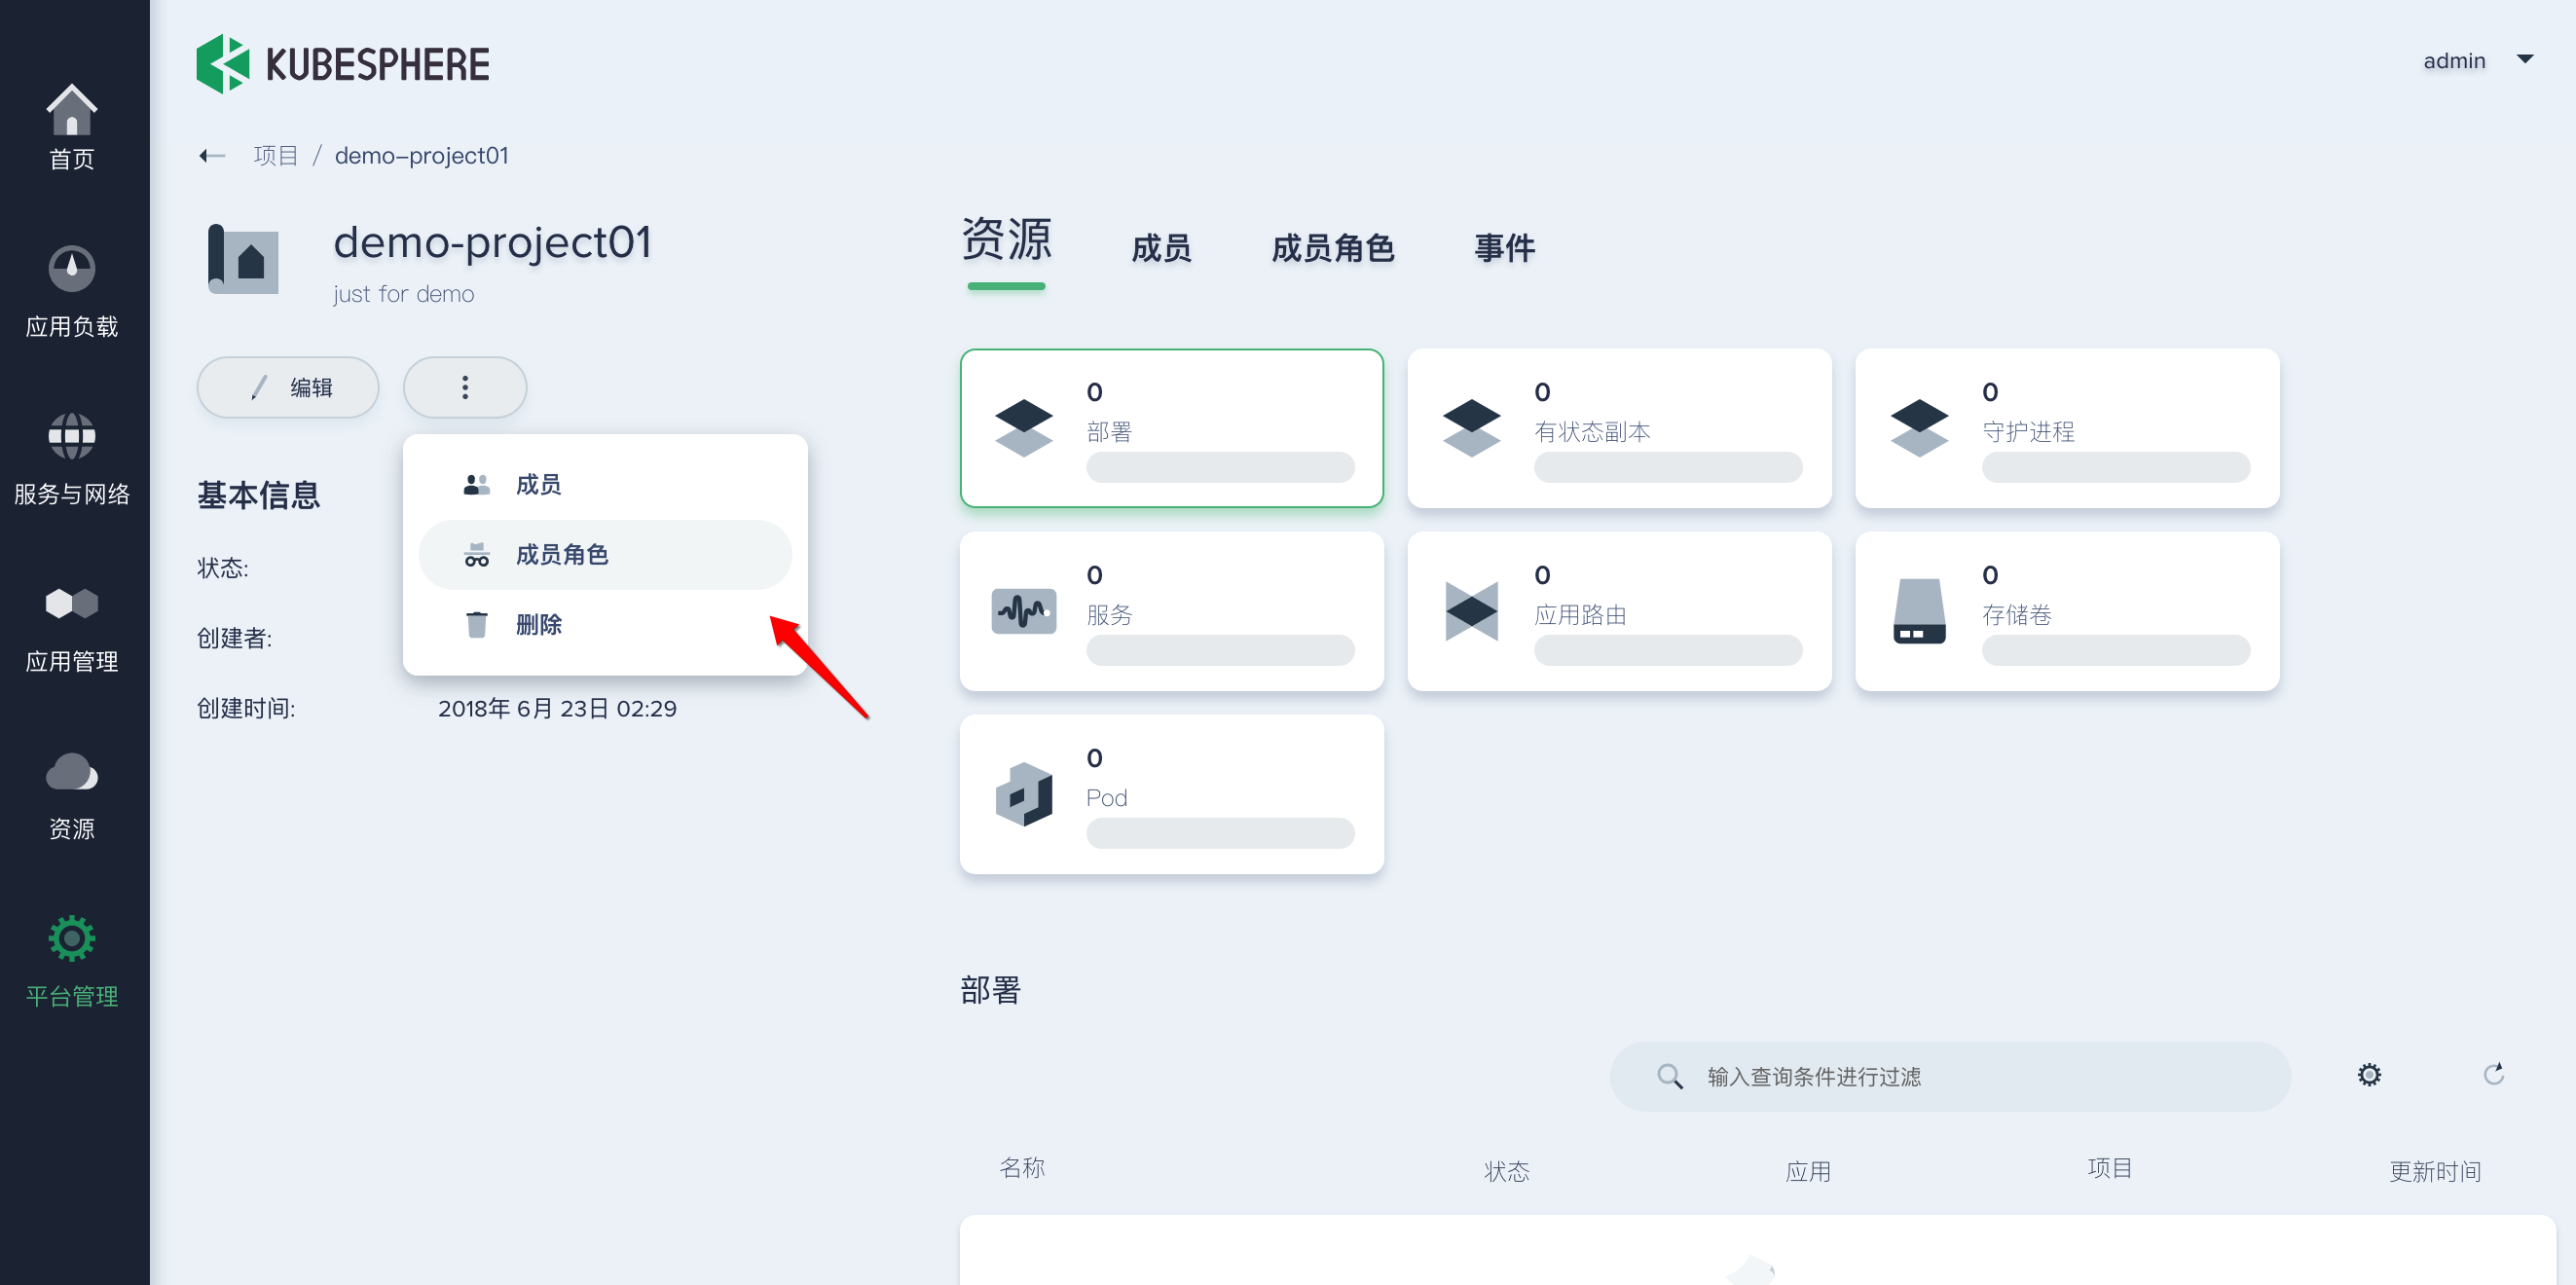 KUBESPHERE
admin
首页
应用负载
服务与网络
应用管理
资源
平台管理
项目 / demo-project01
demo-project01
just for demo
编辑
成员
成员角色
删除
基本信息
状态:
创建者:
创建时间:
2018年 6月 23日 02:29
资源 成员 成员角色 事件
0
部署
0
有状态副本
0
守护进程
0
服务
0
应用路由
0
存储卷
0
Pod
部署
输入查询条件进行过滤
名称 状态 应用 项目 更新时间